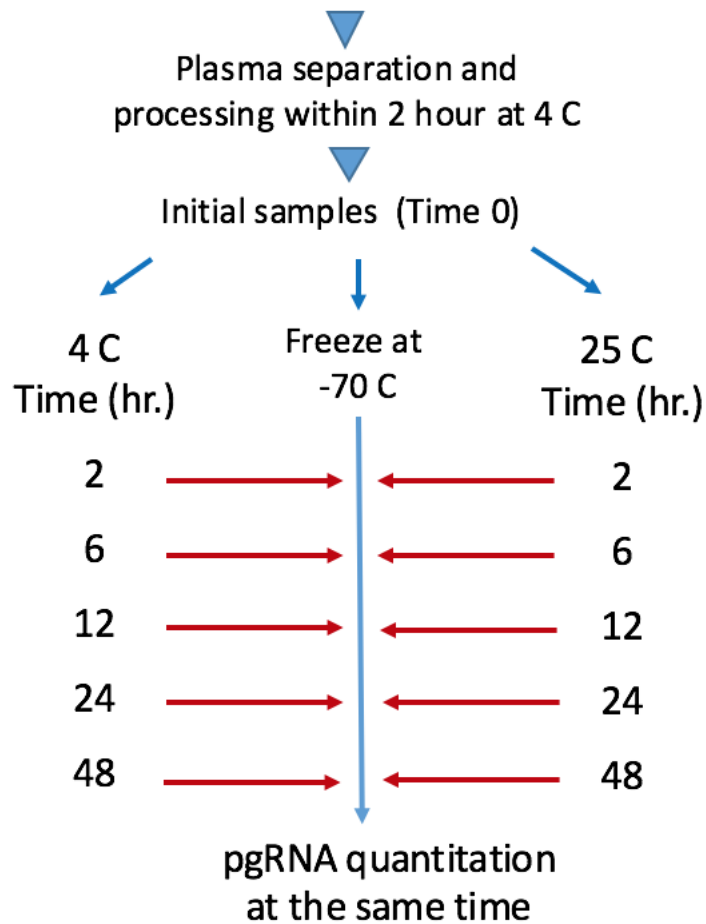 Plasma separation and
processing within 2 hour at 4 C
Initial samples  (Time 0)
4 C
Time (hr.)
Freeze at
-70 C
25 C
Time (hr.)
2
2
6
6
12
12
24
24
48
48
pgRNA quantitation
at the same time